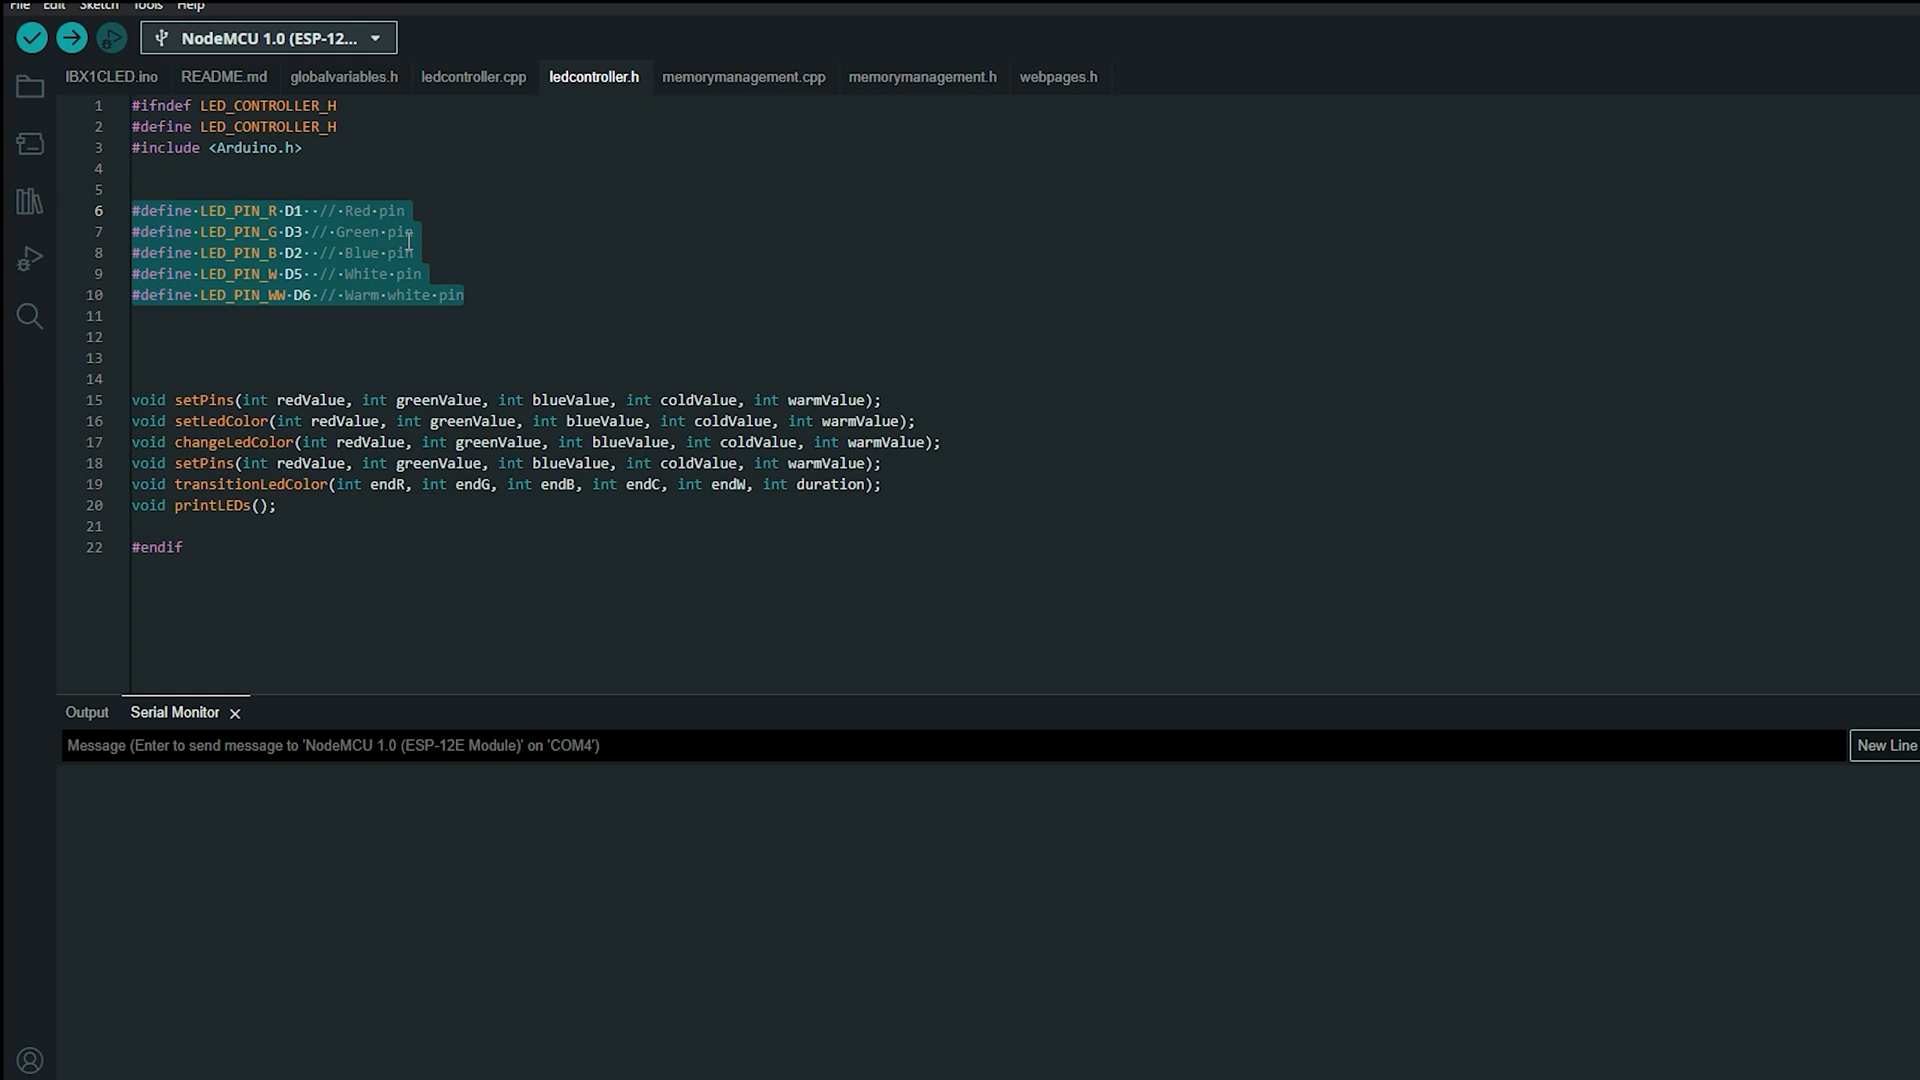 File Edit Sketch Tools Help
NodeMCU 1.0 (ESP-12...
IBX1CLED.ino README.md globalvariables.h ledcontroller.cpp ledcontroller.h memorymanagement.cpp memorymanagement.h webpages.h
1 #ifndef LED_CONTROLLER_H
2 #define LED_CONTROLLER_H
3 #include <Arduino.h>
4
5
6 #define·LED_PIN_R·D1··//·Red·pin
7 #define·LED_PIN_G·D3·//·Green·pin
8 #define·LED_PIN_B·D2··//·Blue·pin
9 #define·LED_PIN_W·D5··//·White·pin
10 #define·LED_PIN_WW·D6·//·Warm·white·pin
11
12
13
14
15 void setPins(int redValue, int greenValue, int blueValue, int coldValue, int warmValue);
16 void setLedColor(int redValue, int greenValue, int blueValue, int coldValue, int warmValue);
17 void changeLedColor(int redValue, int greenValue, int blueValue, int coldValue, int warmValue);
18 void setPins(int redValue, int greenValue, int blueValue, int coldValue, int warmValue);
19 void transitionLedColor(int endR, int endG, int endB, int endC, int endW, int duration);
20 void printLEDs();
21
22 #endif
Output Serial Monitor ×
Message (Enter to send message to 'NodeMCU 1.0 (ESP-12E Module)' on 'COM4')
New Line